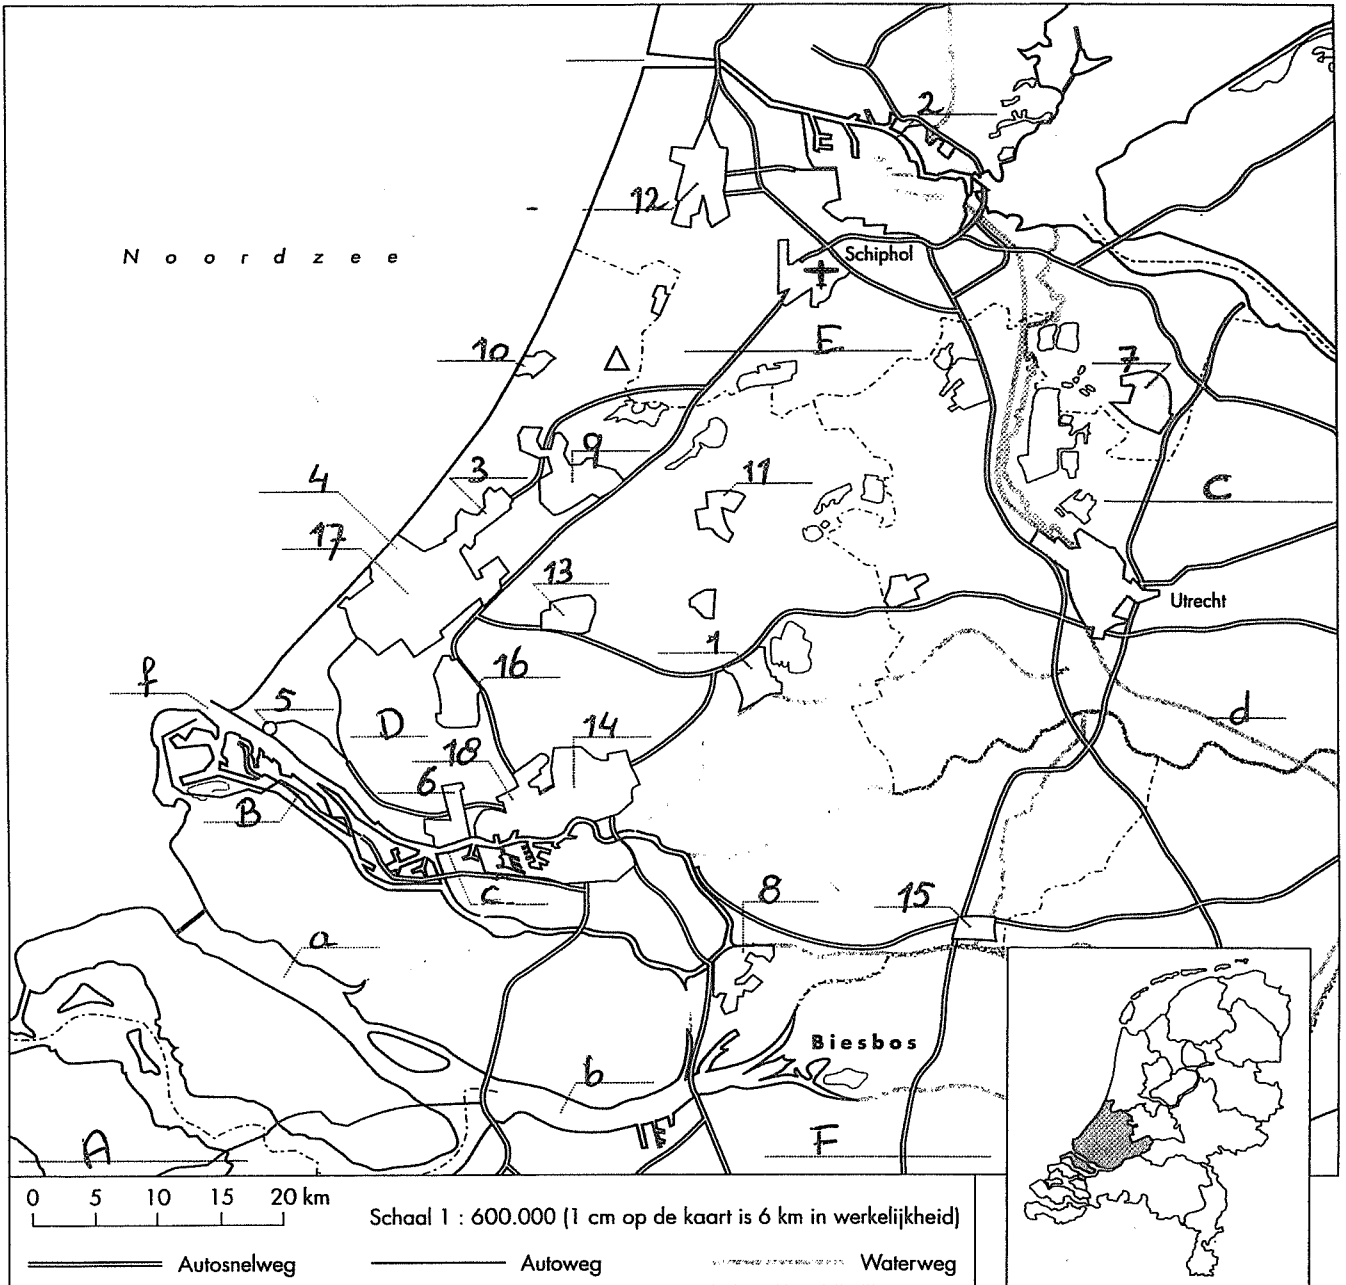 2
12
Schiphol
Noordzee
E
10
7
9
3
11
4
C
17
13
Utrecht
1
16
f
5
D
d
14
18
6
B
c
8
15
a
Biesbos
b
F
A
0 5 10 15 20 km
Schaal 1 : 600.000 (1 cm op de kaart is 6 km in werkelijkheid)
Autosnelweg Autoweg Waterweg